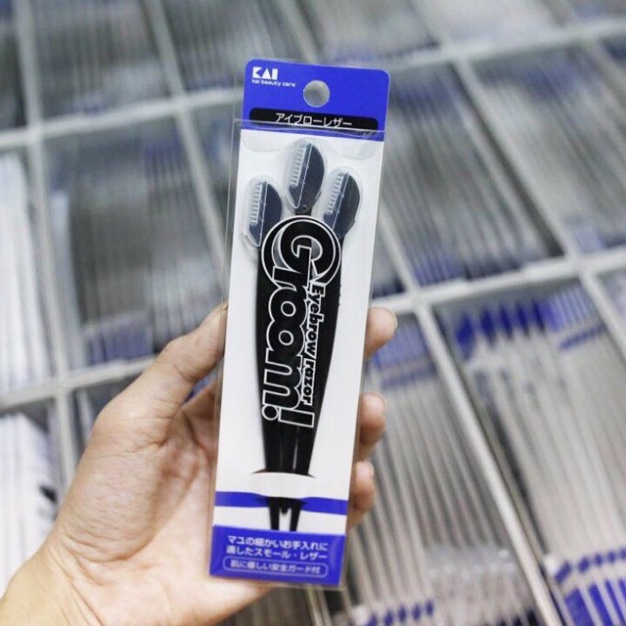 KAI
kai beauty care
アイブローレザー
Groom!
Eyebrow razor
マユの細かいお手入れに
適したスモール・レザー
肌に優しい安全ガード付